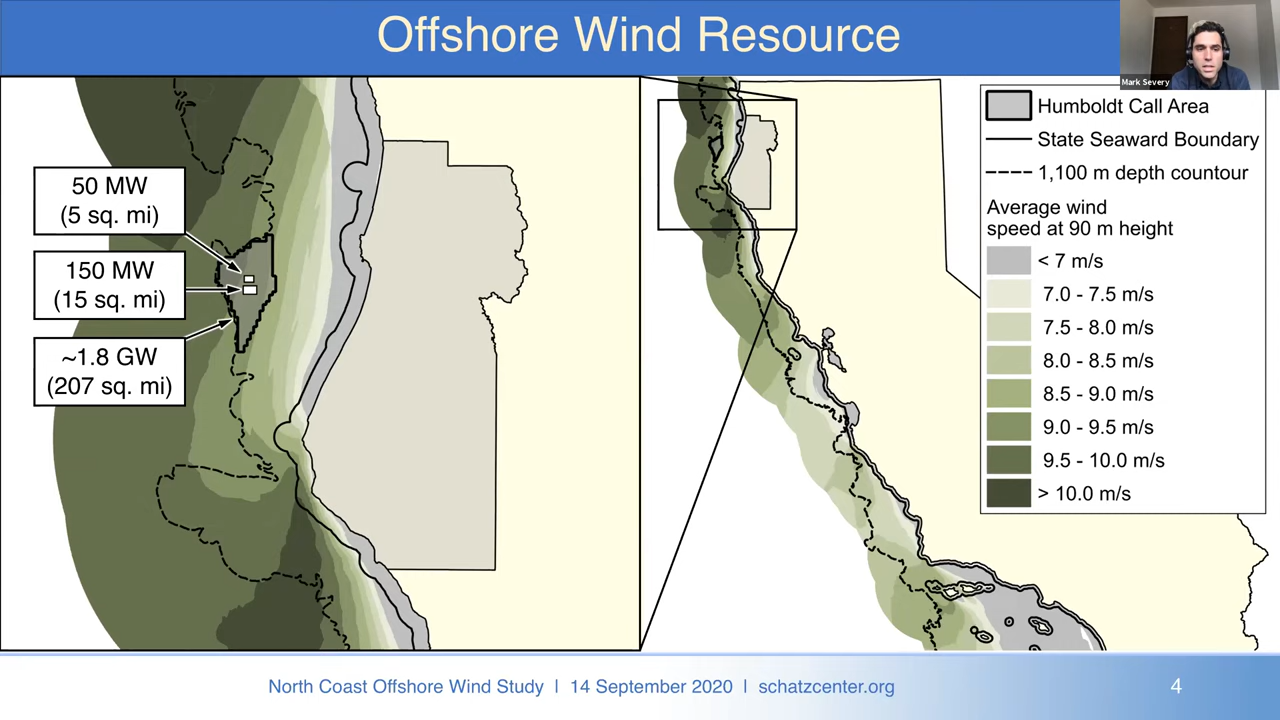 Offshore Wind Resource
Mark Severy
50 MW
(5 sq. mi)
150 MW
(15 sq. mi)
~1.8 GW
(207 sq. mi)
Humboldt Call Area
State Seaward Boundary
1,100 m depth countour
Average wind
speed at 90 m height
< 7 m/s
7.0 - 7.5 m/s
7.5 - 8.0 m/s
8.0 - 8.5 m/s
8.5 - 9.0 m/s
9.0 - 9.5 m/s
9.5 - 10.0 m/s
> 10.0 m/s
North Coast Offshore Wind Study | 14 September 2020 | schatzcenter.org
4